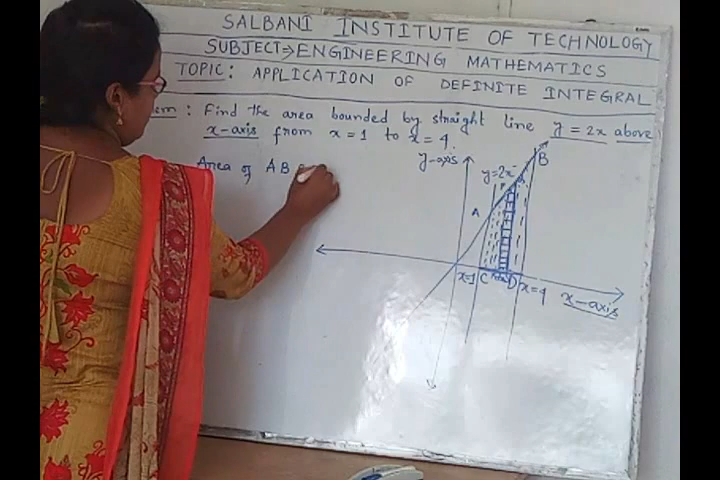 SALBANI INSTITUTE OF TECHNOLOGY
SUBJECT⇒ENGINEERING MATHEMATICS
TOPIC: APPLICATION OF DEFINITE INTEGRAL
em: Find the area bounded by straight line y = 2x above
x-axis from x = 1 to x = 4.
Area of A B
y-axis
B
y=2x
P
A
x=1 C D x=4 x-axis